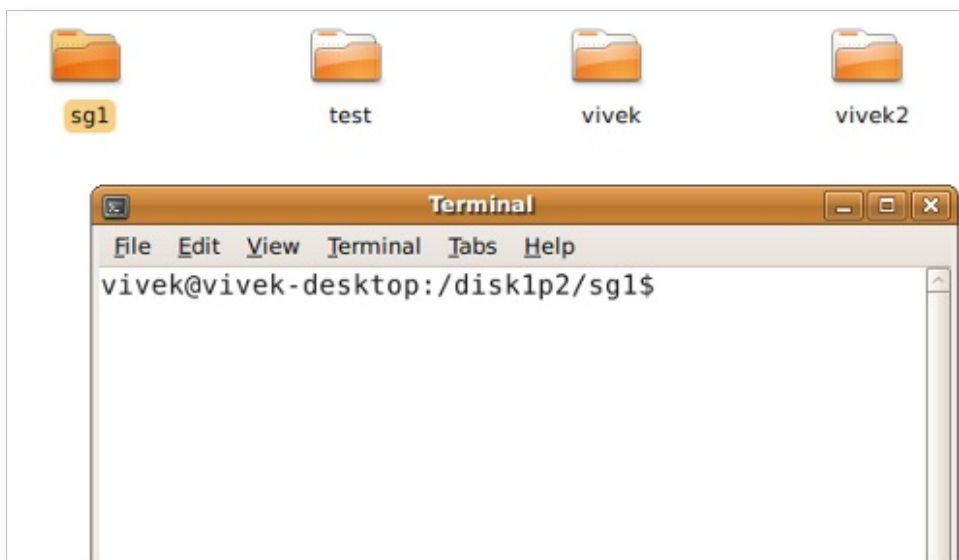 sg1 test vivek vivek2
Terminal
File Edit View Terminal Tabs Help
vivek@vivek-desktop:/disk1p2/sg1$